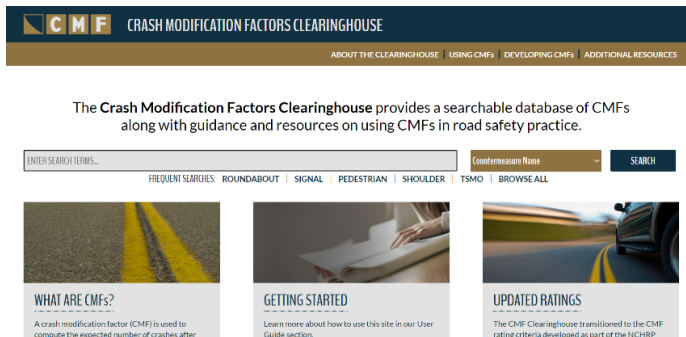 CMF CRASH MODIFICATION FACTORS CLEARINGHOUSE
ABOUT THE CLEARINGHOUSE | USING CMFs | DEVELOPING CMFs | ADDITIONAL RESOURCES
The Crash Modification Factors Clearinghouse provides a searchable database of CMFs
along with guidance and resources on using CMFs in road safety practice.
ENTER SEARCH TERMS... Countermeasure Name SEARCH
FREQUENT SEARCHES: ROUNDABOUT | SIGNAL | PEDESTRIAN | SHOULDER | TSMO | BROWSE ALL
WHAT ARE CMFs?
A crash modification factor (CMF) is used to
compute the expected number of crashes after
GETTING STARTED
Learn more about how to use this site in our User
Guide section.
UPDATED RATINGS
The CMF Clearinghouse transitioned to the CMF
rating criteria developed as part of the NCHRP